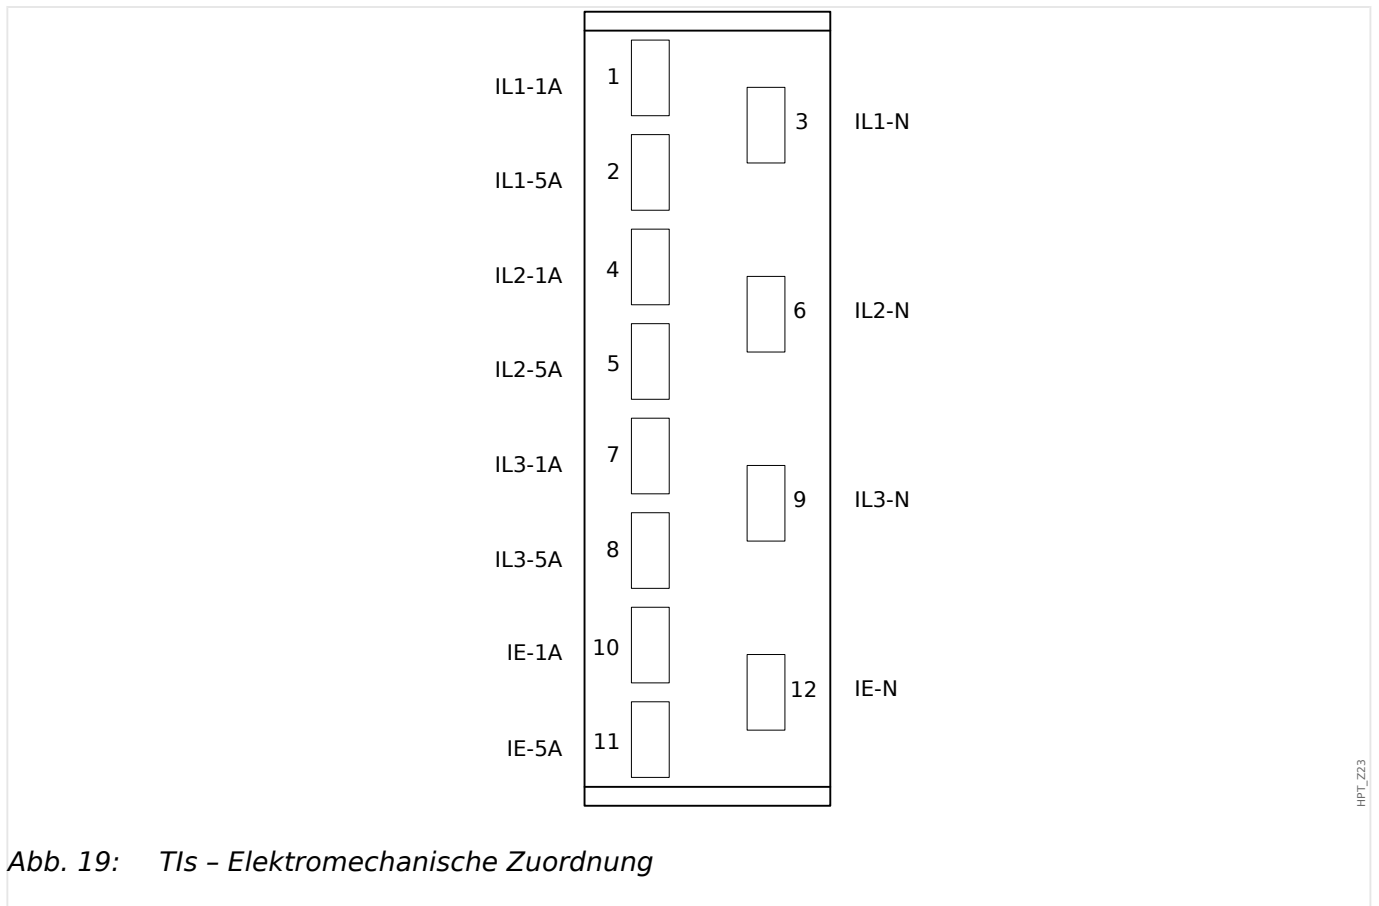 IL1-1A 1
3 IL1-N
IL1-5A 2
IL2-1A 4
6 IL2-N
IL2-5A 5
IL3-1A 7
9 IL3-N
IL3-5A 8
IE-1A 10
12 IE-N
IE-5A 11
HPT_Z23
Abb. 19: TIs – Elektromechanische Zuordnung